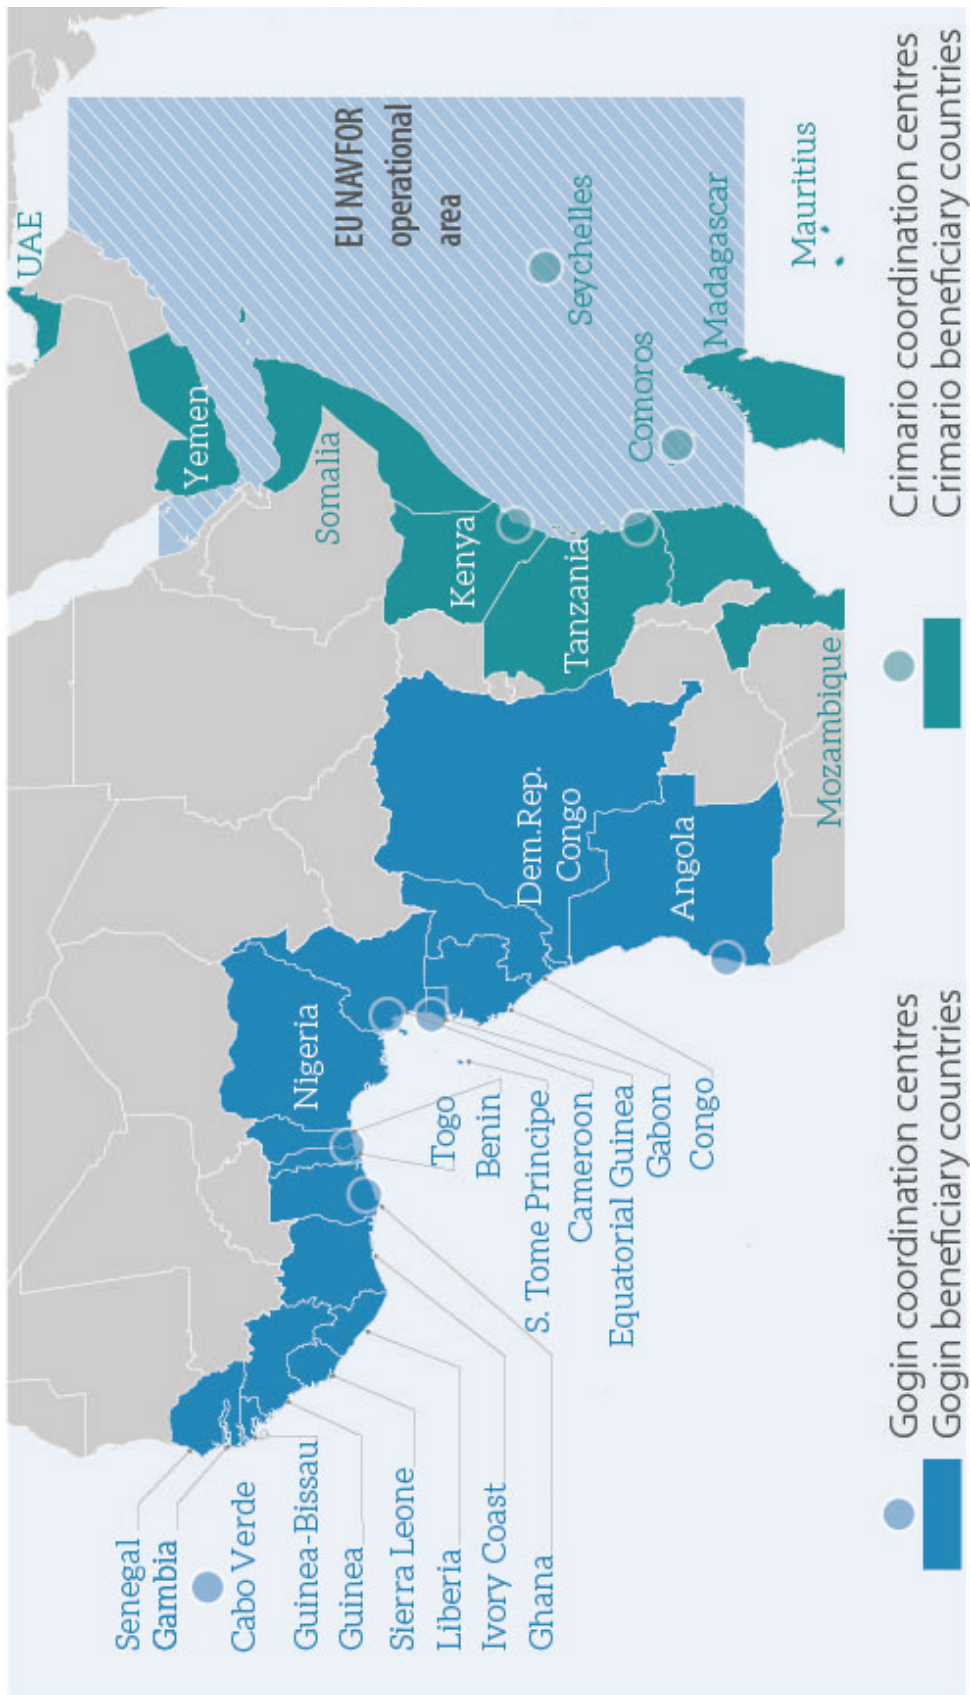 Senegal
Gambia
Cabo Verde
Guinea-Bissau
Guinea
Sierra Leone
Liberia
Ivory Coast
Ghana
Nigeria
Togo
Benin
S. Tome Principe
Cameroon
Equatorial Guinea
Gabon
Congo
Dem.Rep.
Congo
Angola
UAE
Yemen
Somalia
Kenya
Tanzania
Mozambique
EU NAVFOR
operational
area
Seychelles
Comoros
Madagascar
Mauritius
Gogin coordination centres
Gogin beneficiary countries
Crimario coordination centres
Crimario beneficiary countries